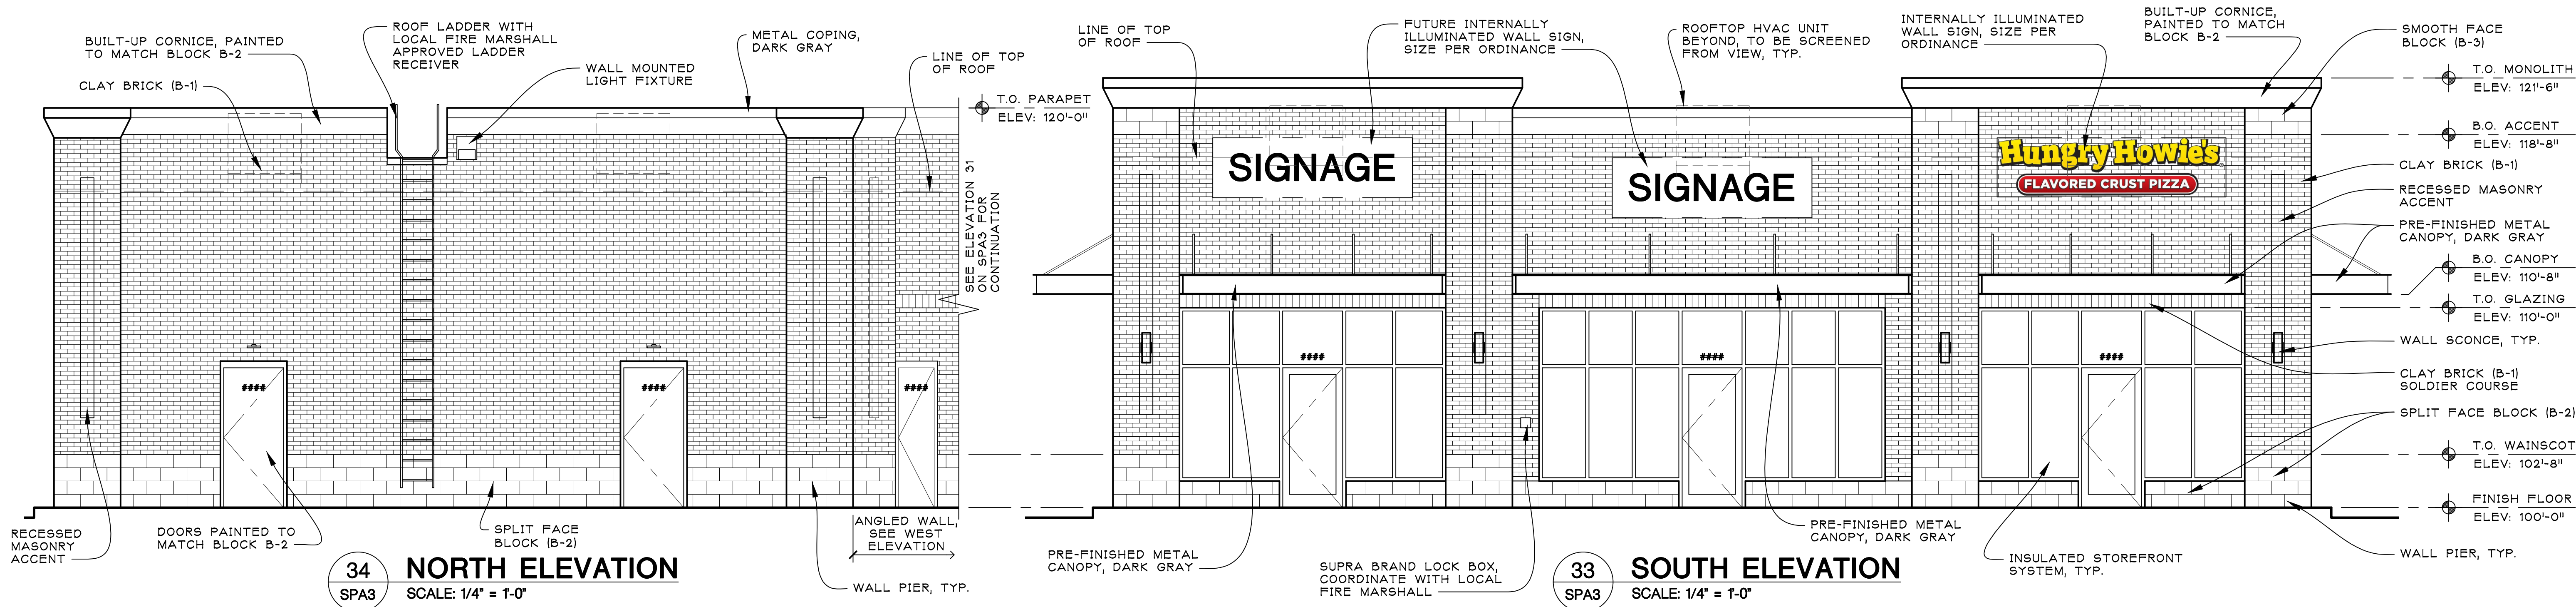 BUILT-UP CORNICE, PAINTED
TO MATCH BLOCK B-2
CLAY BRICK (B-1)
ROOF LADDER WITH
LOCAL FIRE MARSHALL
APPROVED LADDER
RECEIVER
WALL MOUNTED
LIGHT FIXTURE
METAL COPING,
DARK GRAY
LINE OF TOP
OF ROOF
T.O. PARAPET
ELEV: 120'-0"
SEE ELEVATION 31
ON SPA3 FOR
CONTINUATION
####
####
####
RECESSED
MASONRY
ACCENT
DOORS PAINTED TO
MATCH BLOCK B-2
SPLIT FACE
BLOCK (B-2)
ANGLED WALL,
SEE WEST
ELEVATION
WALL PIER, TYP.
34
SPA3
NORTH ELEVATION
SCALE: 1/4" = 1'-0"
LINE OF TOP
OF ROOF
FUTURE INTERNALLY
ILLUMINATED WALL SIGN,
SIZE PER ORDINANCE
ROOFTOP HVAC UNIT
BEYOND, TO BE SCREENED
FROM VIEW, TYP.
INTERNALLY ILLUMINATED
WALL SIGN, SIZE PER
ORDINANCE
BUILT-UP CORNICE,
PAINTED TO MATCH
BLOCK B-2
SMOOTH FACE
BLOCK (B-3)
T.O. MONOLITH
ELEV: 121'-6"
B.O. ACCENT
ELEV: 118'-8"
CLAY BRICK (B-1)
RECESSED MASONRY
ACCENT
PRE-FINISHED METAL
CANOPY, DARK GRAY
B.O. CANOPY
ELEV: 110'-8"
T.O. GLAZING
ELEV: 110'-0"
WALL SCONCE, TYP.
CLAY BRICK (B-1)
SOLDIER COURSE
SPLIT FACE BLOCK (B-2)
T.O. WAINSCOT
ELEV: 102'-8"
FINISH FLOOR
ELEV: 100'-0"
WALL PIER, TYP.
SIGNAGE
SIGNAGE
Hungry Howie's®
FLAVORED CRUST PIZZA
####
####
####
PRE-FINISHED METAL
CANOPY, DARK GRAY
SUPRA BRAND LOCK BOX,
COORDINATE WITH LOCAL
FIRE MARSHALL
PRE-FINISHED METAL
CANOPY, DARK GRAY
INSULATED STOREFRONT
SYSTEM, TYP.
33
SPA3
SOUTH ELEVATION
SCALE: 1/4" = 1'-0"